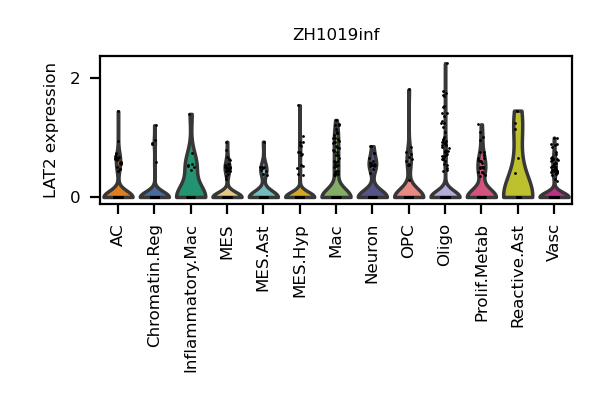 ZH1019inf
LAT2 expression
2
0
AC
Chromatin.Reg
Inflammatory.Mac
MES
MES.Ast
MES.Hyp
Mac
Neuron
OPC
Oligo
Prolif.Metab
Reactive.Ast
Vasc